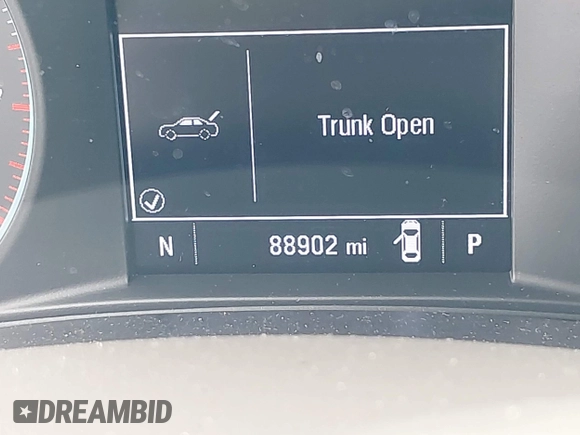 Trunk Open
N 88902 mi P
DREAMBID